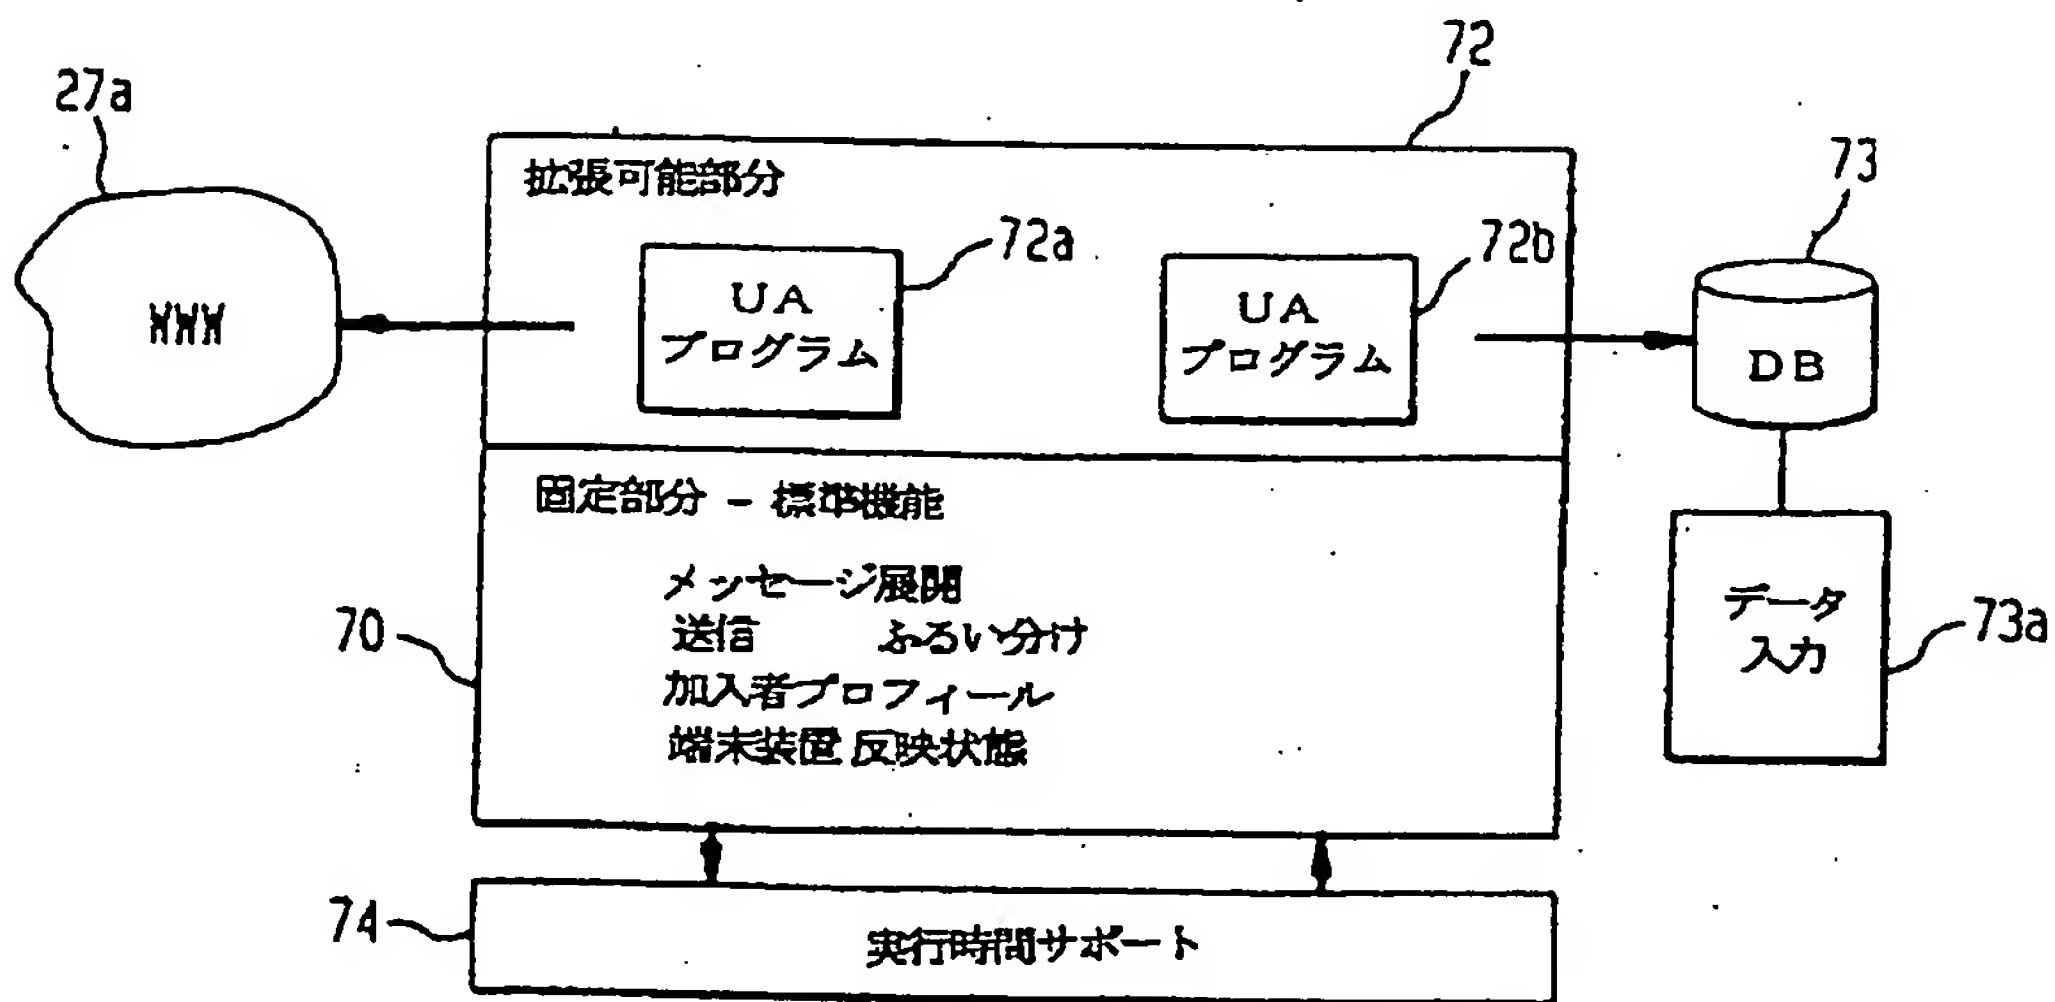 72
27a
73
拡張可能部分
72a
72b
UA
プログラム
UA
プログラム
WWW
DB
固定部分 - 標準機能
メッセージ展開
送信 ふるい分け
加入者プロフィール
端末装置 反映状態
70
データ
入力
73a
74
実行時間サポート